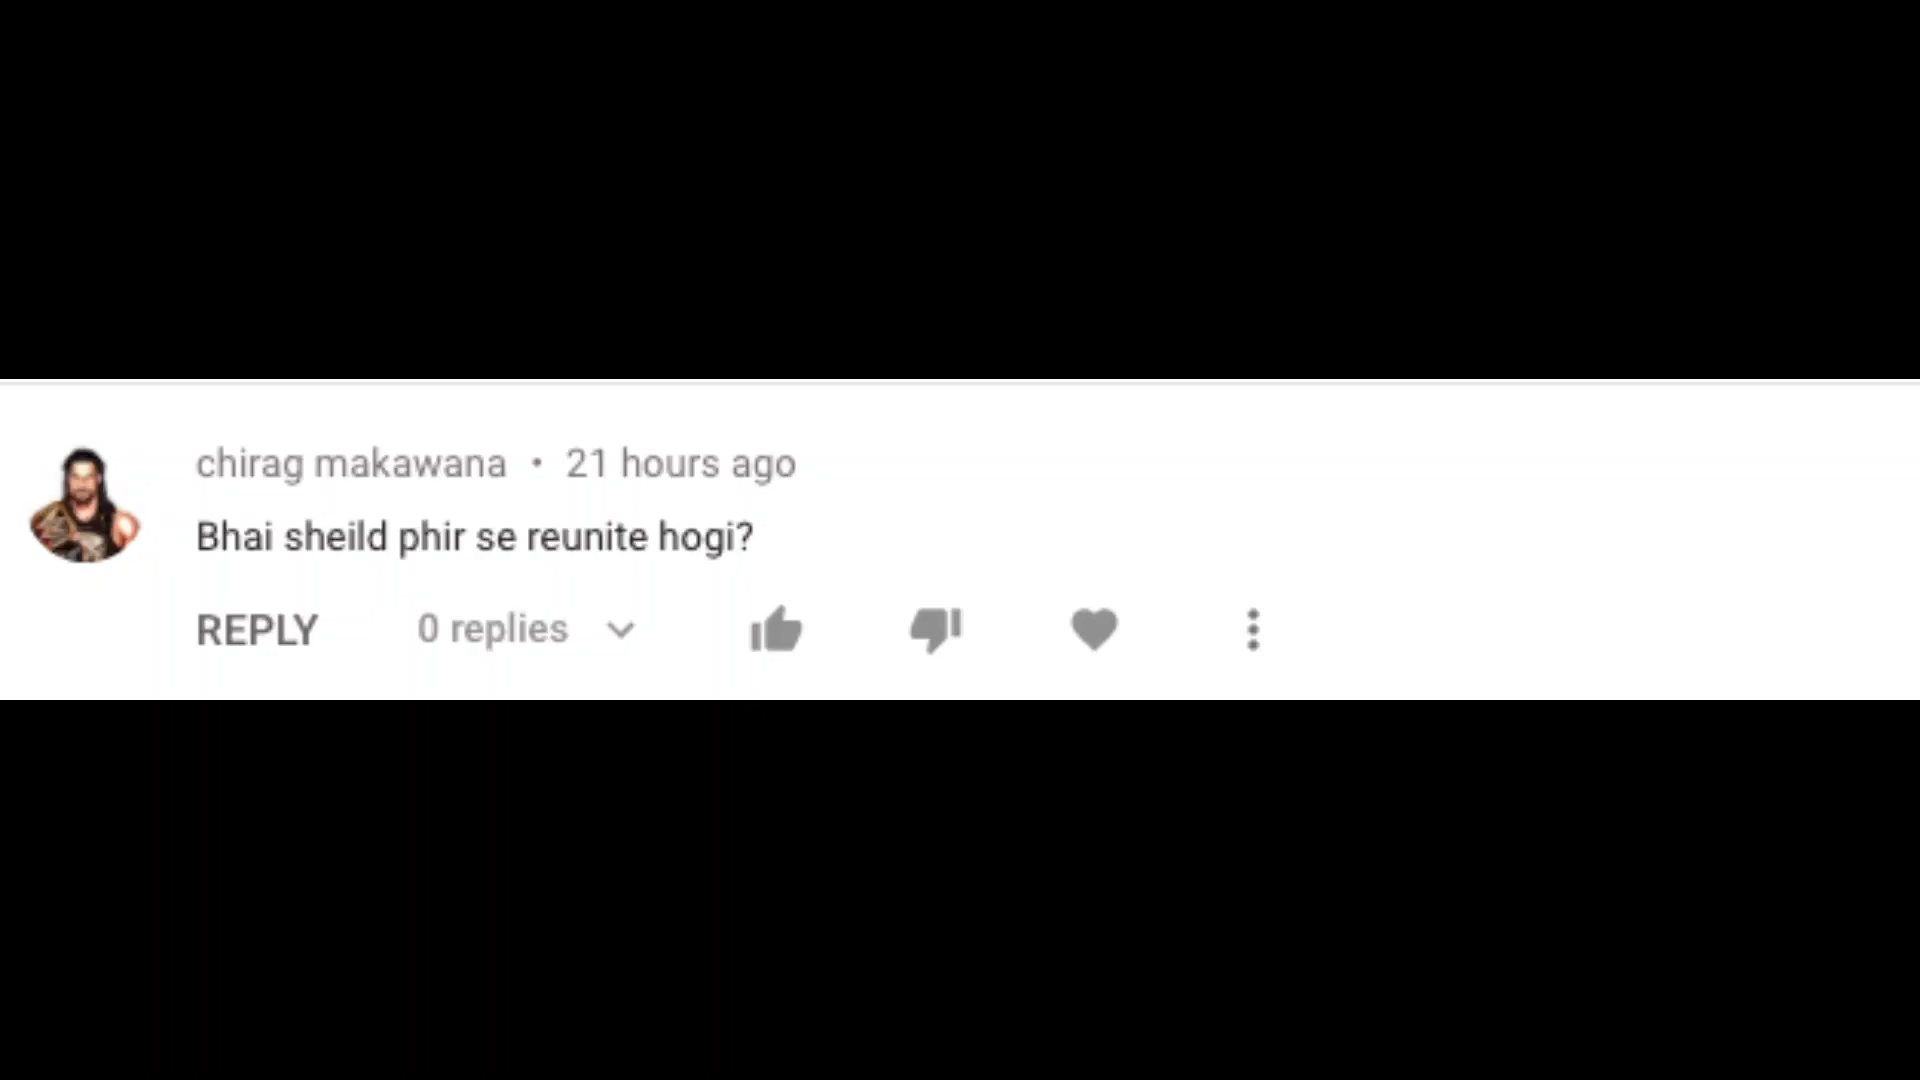 chirag makawana • 21 hours ago
Bhai sheild phir se reunite hogi?
REPLY 0 replies